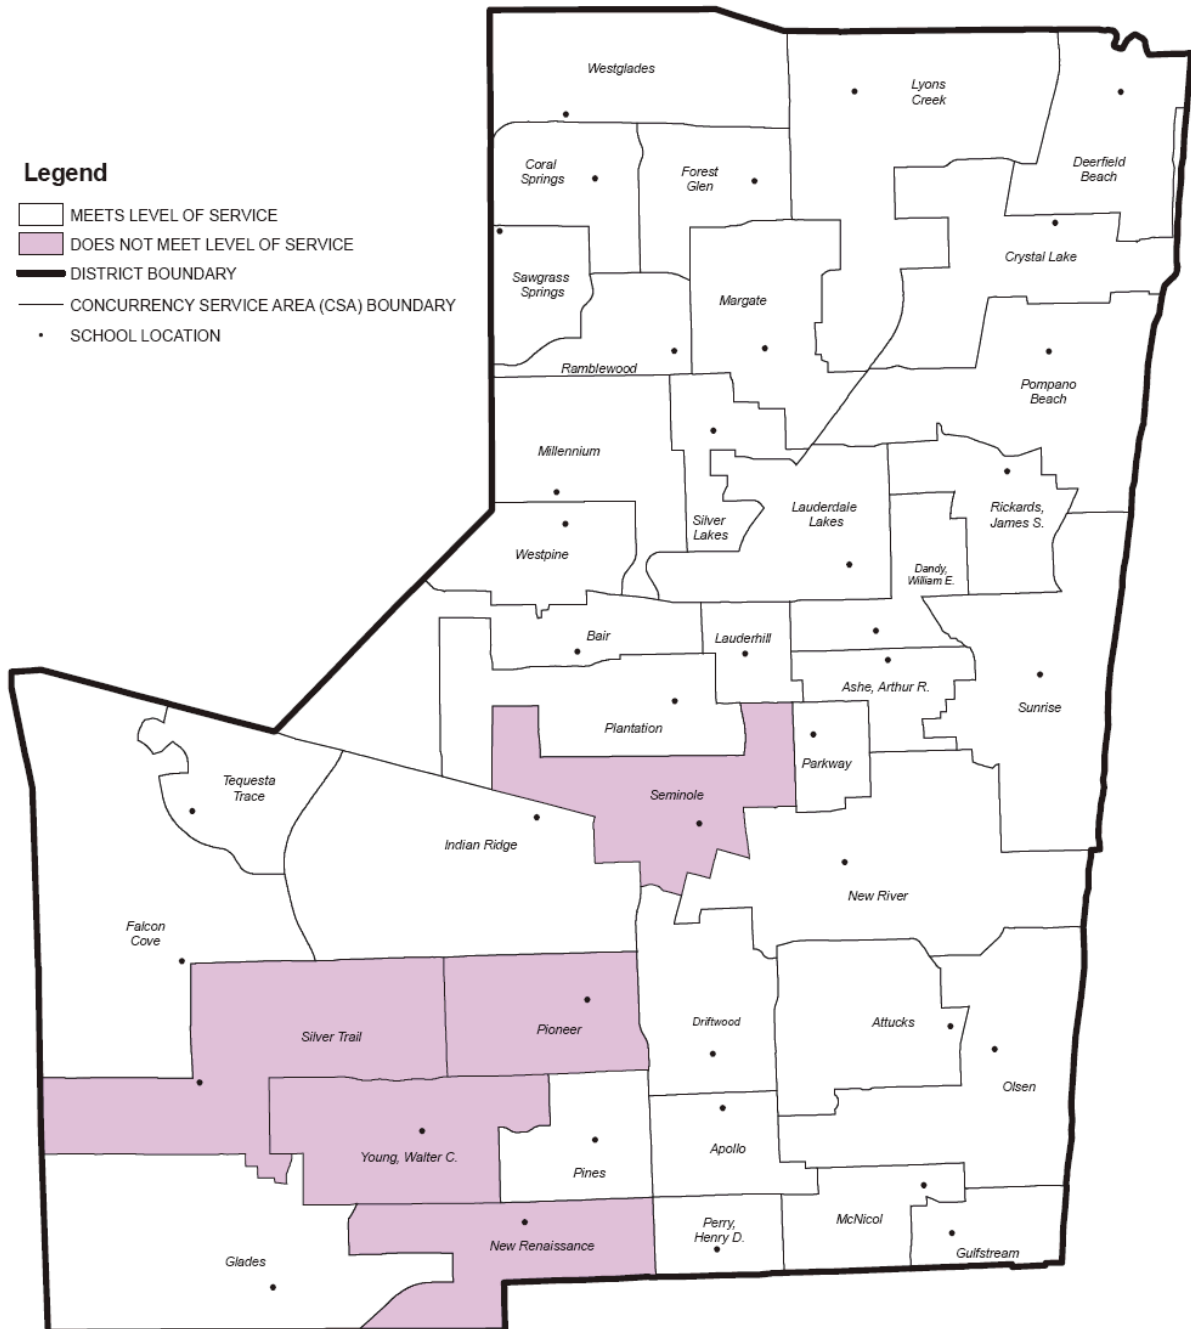 Westglades
Lyons
Creek
Deerfield
Beach
Coral
Springs
Forest
Glen
Legend
MEETS LEVEL OF SERVICE
DOES NOT MEET LEVEL OF SERVICE
DISTRICT BOUNDARY
CONCURRENCY SERVICE AREA (CSA) BOUNDARY
SCHOOL LOCATION
Crystal Lake
Sawgrass
Springs
Margate
Ramblewood
Pompano
Beach
Millennium
Lauderdale
Lakes
Rickards,
James S.
Silver
Lakes
Westpine
Dandy,
William E.
Bair
Lauderhill
Ashe, Arthur R.
Sunrise
Plantation
Parkway
Tequesta
Trace
Seminole
Indian Ridge
New River
Falcon
Cove
Silver Trail
Pioneer
Driftwood
Attucks
Olsen
Young, Walter C.
Pines
Apollo
New Renaissance
Perry,
Henry D.
McNicol
Gulfstream
Glades